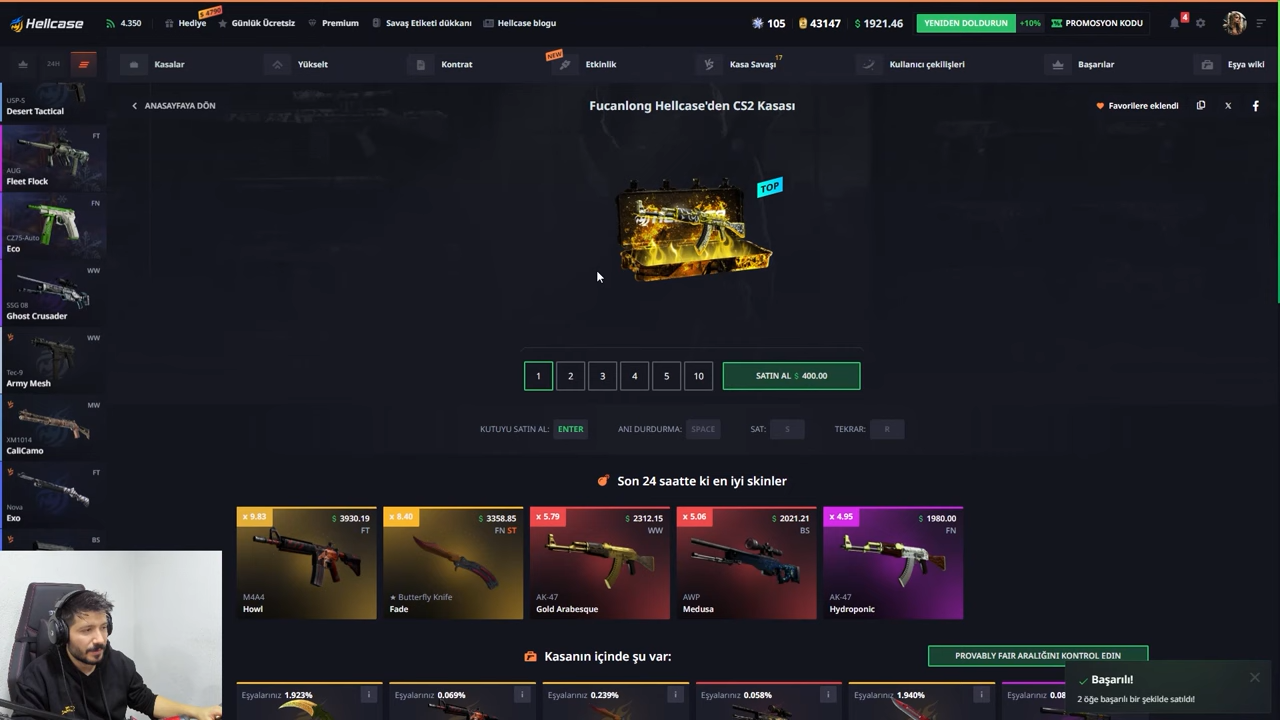 Hellcase
4.350
$ 4790
Hediye
Günlük Ücretsiz
Premium
Savaş Etiketi dükkanı
Hellcase blogu
105
43147
$ 1921.46
YENİDEN DOLDURUN
+10%
PROMOSYON KODU
4
24H
Kasalar
Yükselt
Kontrat
NEW
Etkinlik
Kasa Savaşı
17
Kullanıcı çekilişleri
Başarılar
Eşya wiki
USP-S
Desert Tactical
FT
AUG
Fleet Flock
FN
CZ75-Auto
Eco
WW
SSG 08
Ghost Crusader
WW
Tec-9
Army Mesh
MW
XM1014
CaliCamo
FT
Nova
Exo
BS
ANASAYFAYA DÖN
Fucanlong Hellcase'den CS2 Kasası
Favorilere eklendi
TOP
1
2
3
4
5
10
SATIN AL $ 400.00
KUTUYU SATIN AL: ENTER
ANI DURDURMA: SPACE
SAT: S
TEKRAR: R
Son 24 saatte ki en iyi skinler
x 9.83
$ 3930.19
FT
M4A4
Howl
x 8.40
$ 3358.85
FN ST
★ Butterfly Knife
Fade
x 5.79
$ 2312.15
WW
AK-47
Gold Arabesque
x 5.06
$ 2021.21
BS
AWP
Medusa
x 4.95
$ 1980.00
FN
AK-47
Hydroponic
Kasanın içinde şu var:
PROVABLY FAIR ARALIĞINI KONTROL EDIN
Eşyalarınız 1.923%
Eşyalarınız 0.069%
Eşyalarınız 0.239%
Eşyalarınız 0.058%
Eşyalarınız 1.940%
Eşyalarınız 0.08
Başarılı!
2 öğe başarılı bir şekilde satıldı!